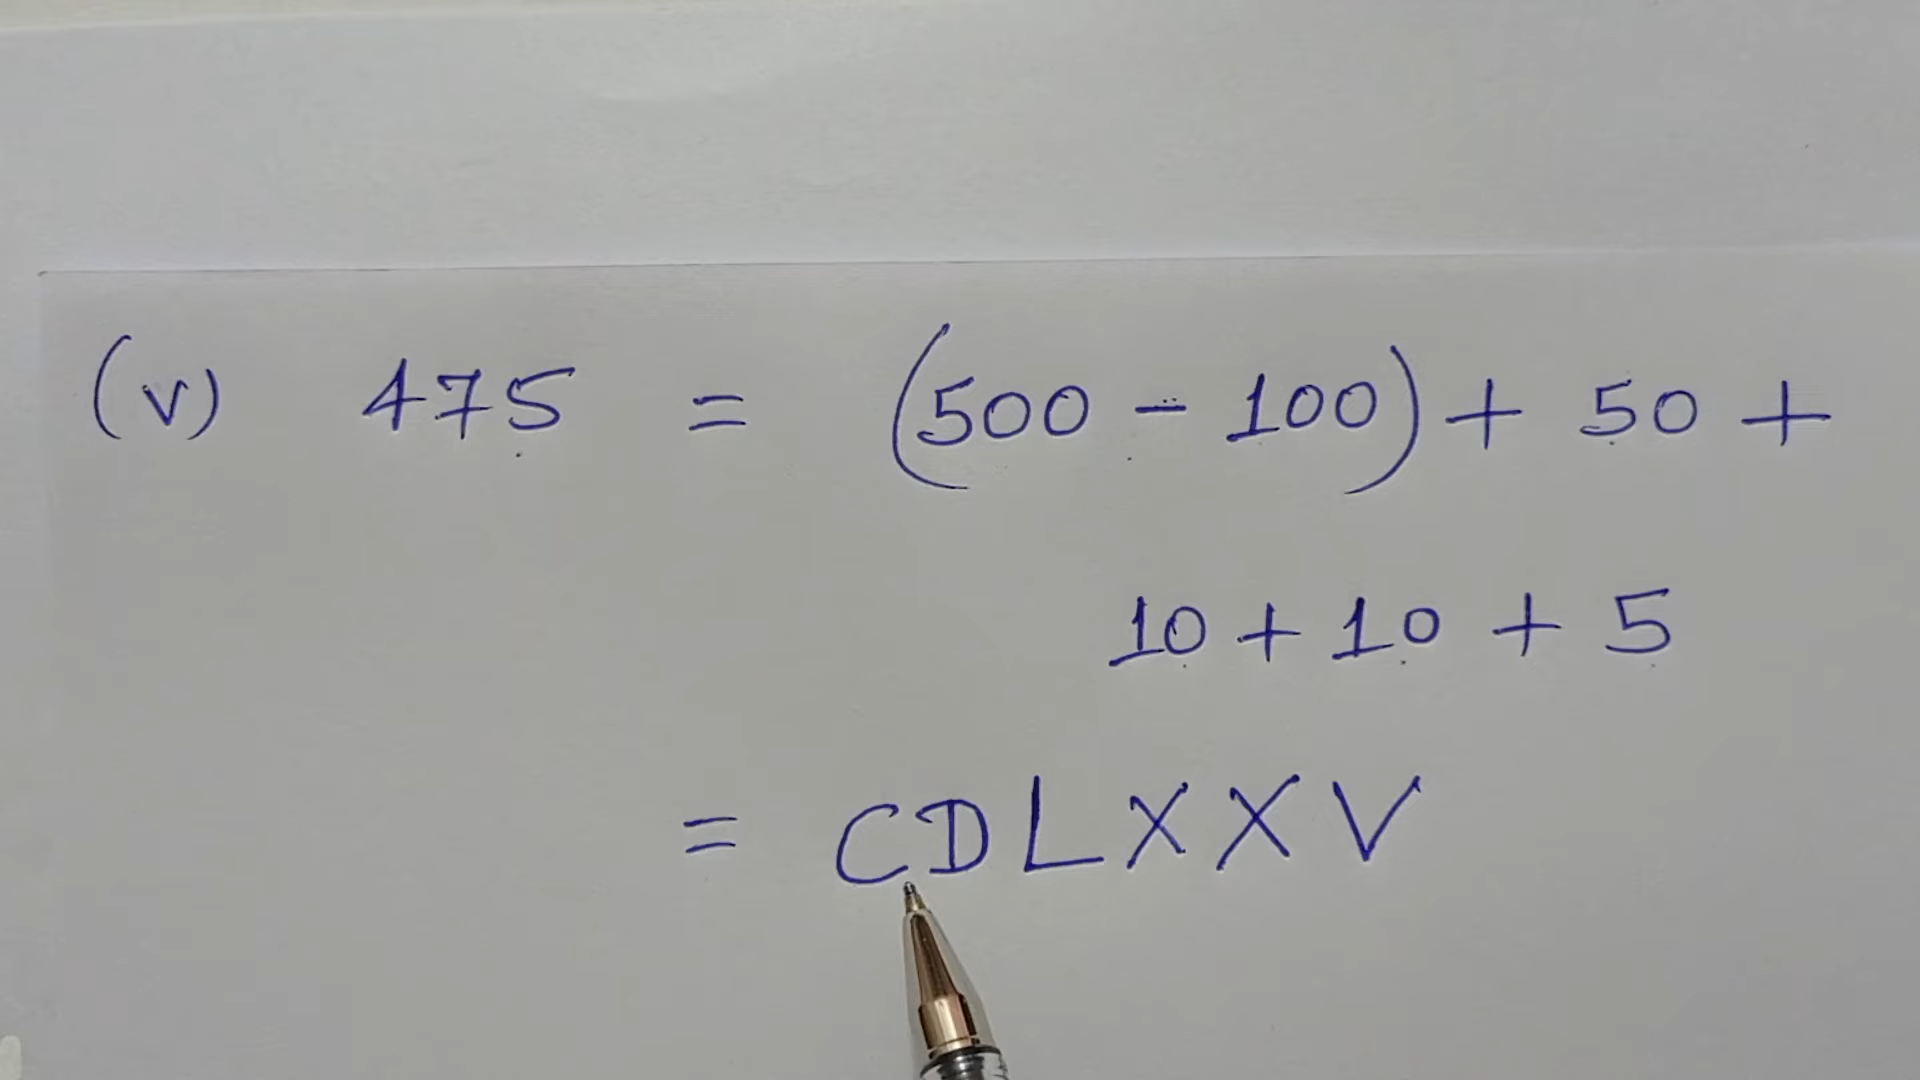 (v) 475 = (500 - 100) + 50 +
10 + 10 + 5
= CDLXXV